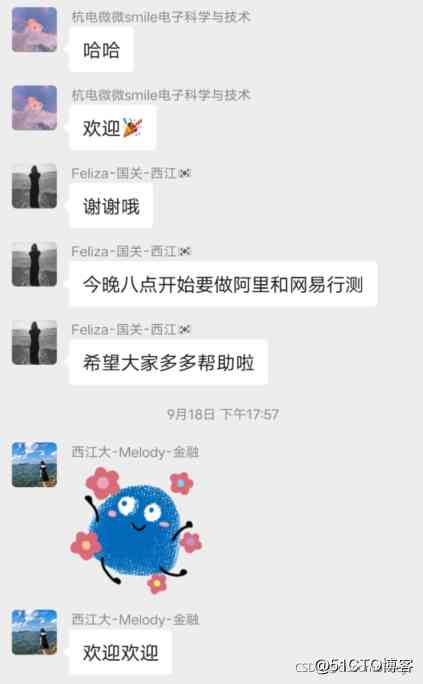 杭电微微smile电子科学与技术
哈哈
杭电微微smile电子科学与技术
欢迎🎉
Feliza-国关-西江🇰🇷
谢谢哦
Feliza-国关-西江🇰🇷
今晚八点开始要做阿里和网易行测
Feliza-国关-西江🇰🇷
希望大家多多帮助啦
9月18日 下午17:57
西江大-Melody-金融
西江大-Melody-金融
欢迎欢迎
@51CTO博客